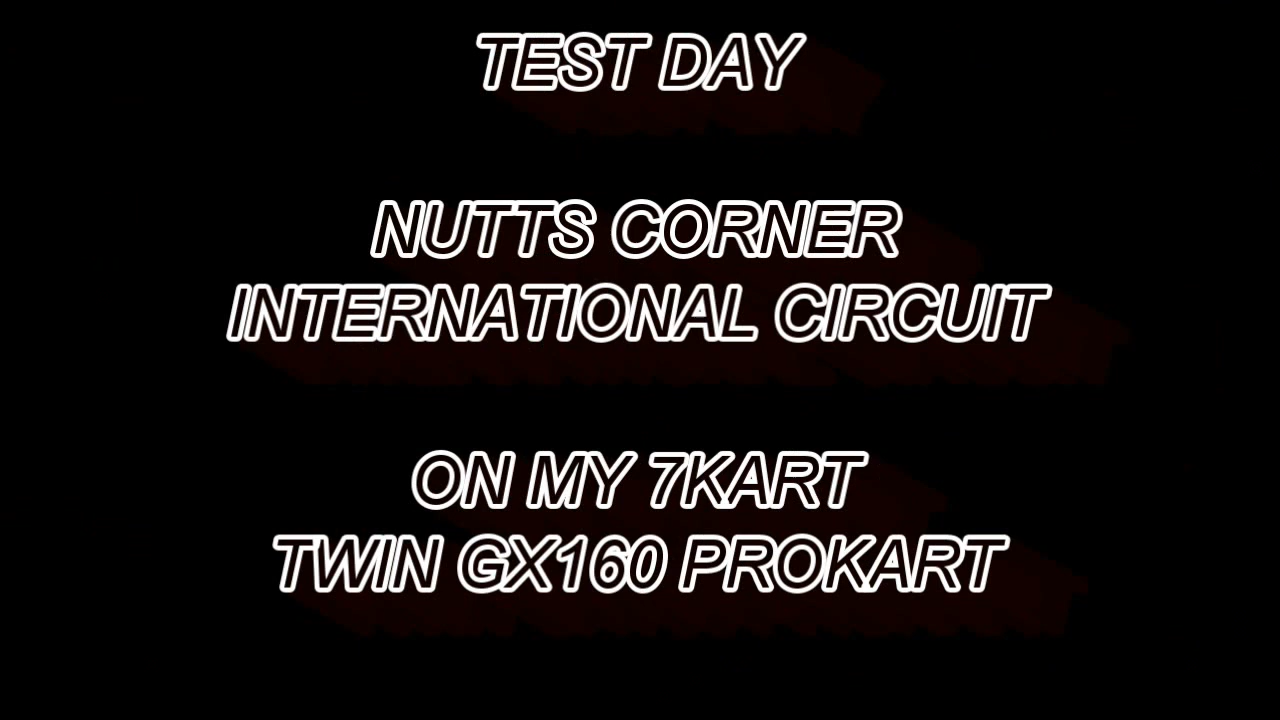 TEST DAY
NUTTS CORNER
INTERNATIONAL CIRCUIT
ON MY 7KART
TWIN GX160 PROKART